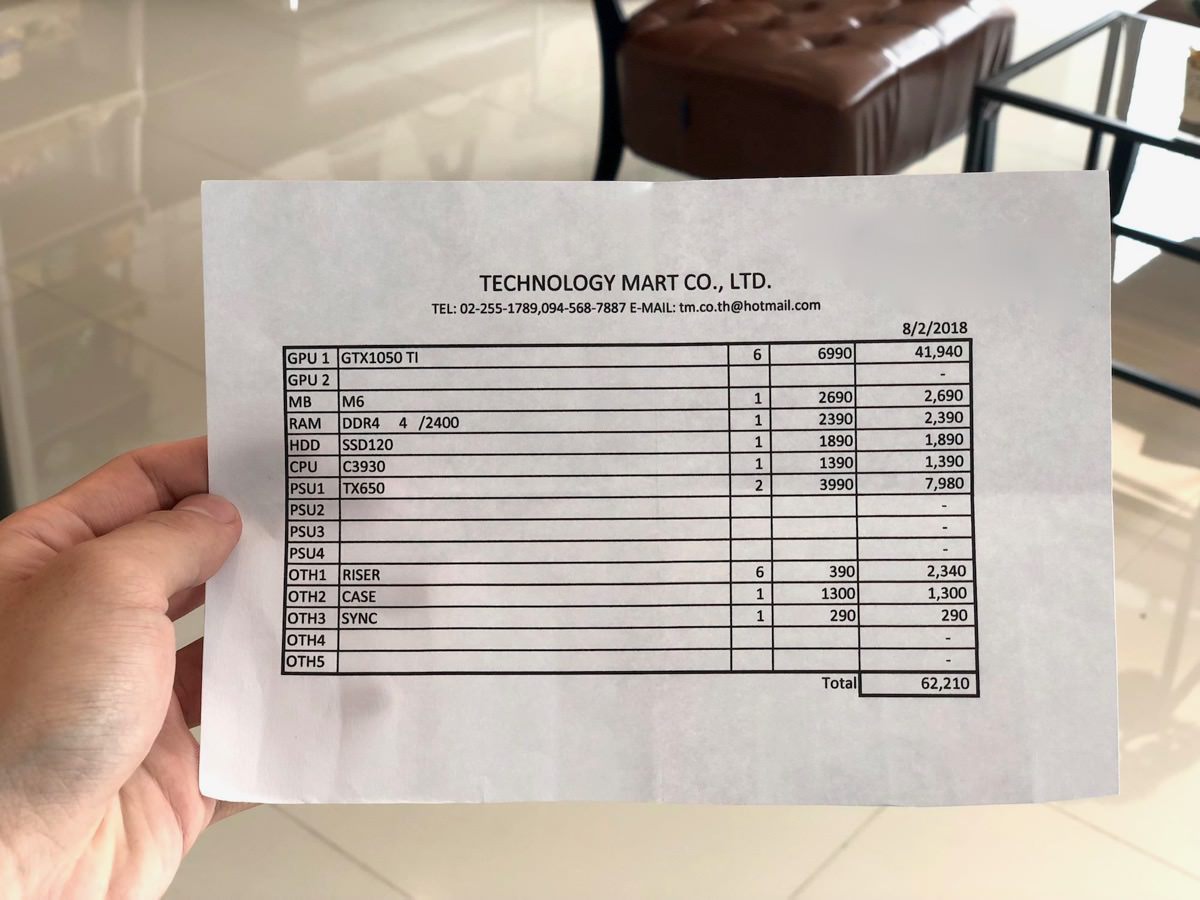 TECHNOLOGY MART CO., LTD.
TEL: 02-255-1789,094-568-7887 E-MAIL: tm.co.th@hotmail.com
8/2/2018
GPU 1 GTX1050 TI 6 6990 41,940
GPU 2 -
MB M6 1 2690 2,690
RAM DDR4 4 /2400 1 2390 2,390
HDD SSD120 1 1890 1,890
CPU C3930 1 1390 1,390
PSU1 TX650 2 3990 7,980
PSU2 -
PSU3 -
PSU4 -
OTH1 RISER 6 390 2,340
OTH2 CASE 1 1300 1,300
OTH3 SYNC 1 290 290
OTH4 -
OTH5 -
Total 62,210